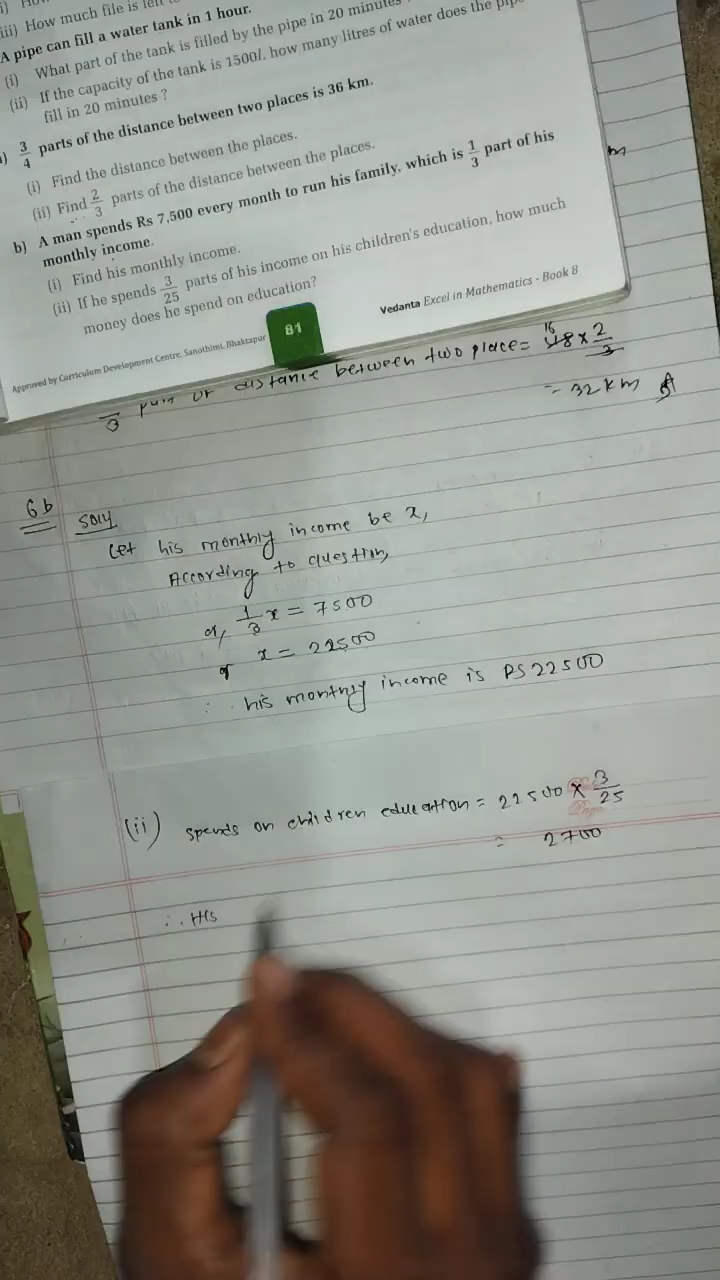 iii) How much file is left
A pipe can fill a water tank in 1 hour.
(i) What part of the tank is filled by the pipe in 20 minutes
(ii) If the capacity of the tank is 1500l. how many litres of water does the pipe
fill in 20 minutes ?
) 3/4 parts of the distance between two places is 36 km.
(i) Find the distance between the places.
(ii) Find 2/3 parts of the distance between the places.
b) A man spends Rs 7,500 every month to run his family, which is 1/3 part of his
monthly income.
(i) Find his monthly income.
(ii) If he spends 3/25 parts of his income on his children's education, how much
money does he spend on education?
Approved by Curriculum Development Centre, Sanothimi, Bhaktapur
81
Vedanta Excel in Mathematics - Book 8
distance between two place = 48 × 2/3
16
= 32 km
6b
Soln
Let his monthly income be x,
According to question,
or, 1/3 x = 7500
or x = 22500
∴ his monthly income is RS 22500
(ii) spends on children education = 22500 × 3/25
= 2700
∴ His